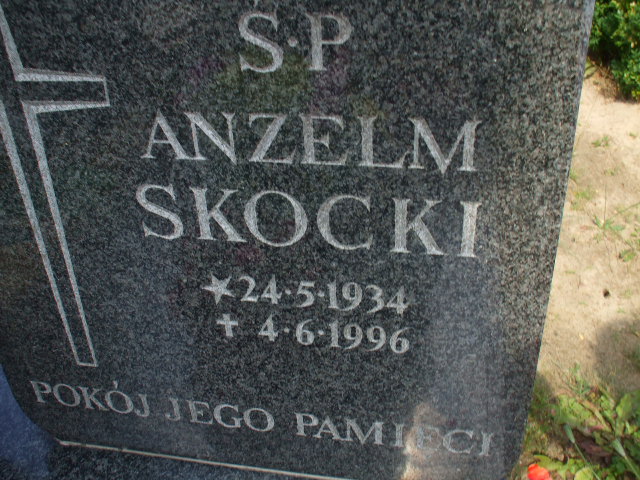 Ś.P
ANZELM
SKOCKI
★ 24.5.1934
✝ 4.6.1996
POKÓJ JEGO PAMIĘCI